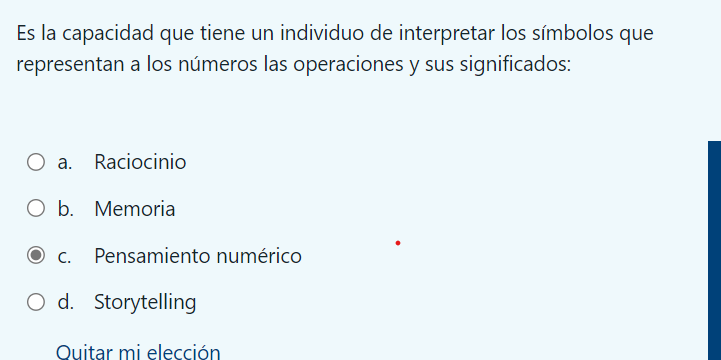 Es la capacidad que tiene un individuo de interpretar los símbolos que
representan a los números las operaciones y sus significados:
a. Raciocinio
b. Memoria
c. Pensamiento numérico
d. Storytelling
Quitar mi elección